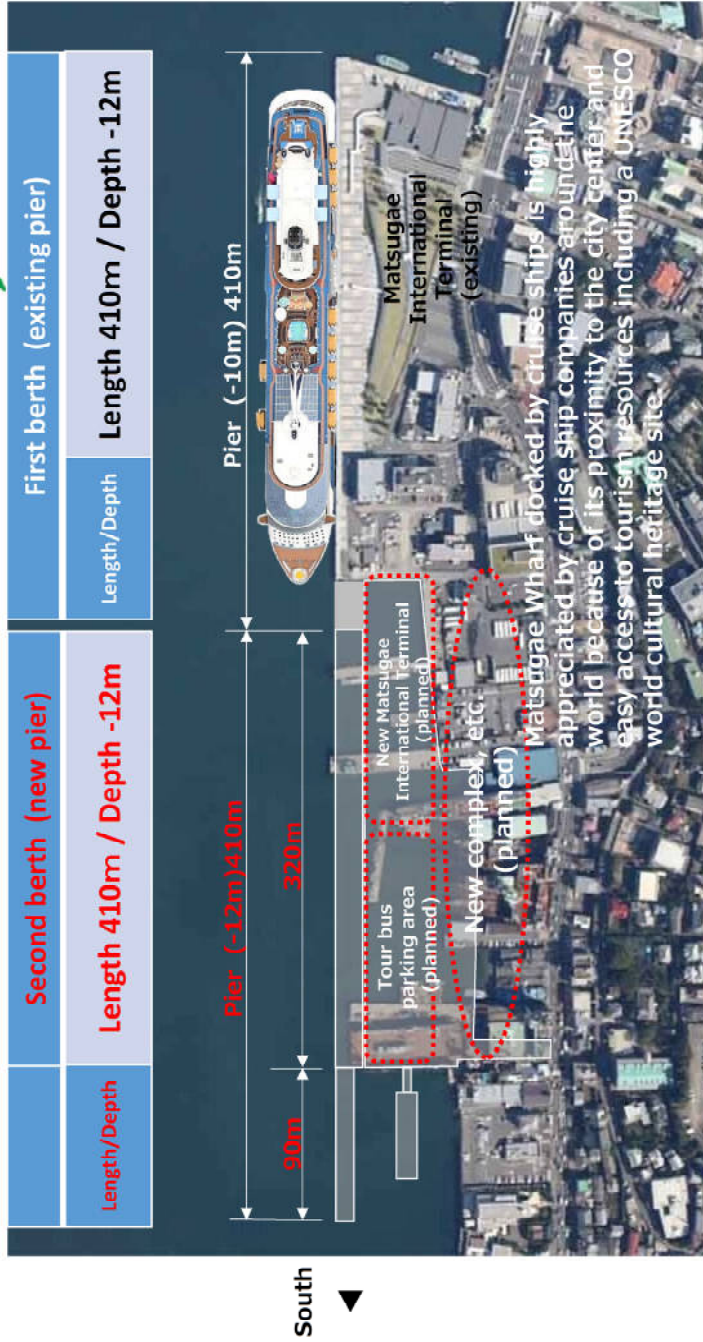 Second berth (new pier)
First berth (existing pier)
Length/Depth
Length 410m / Depth -12m
Length/Depth
Length 410m / Depth -12m
Pier (-12m)410m
Pier (-10m) 410m
90m
320m
Tour bus
parking area
(planned)
New Matsugae
International Terminal
(planned)
Matsugae
International
Terminal
(existing)
New complex, etc.
(planned)
Matsugae Wharf docked by cruise ships is highly
appreciated by cruise ship companies around the
world because of its proximity to the city center and
easy access to tourism resources including a UNESCO
world cultural heritage site.
South